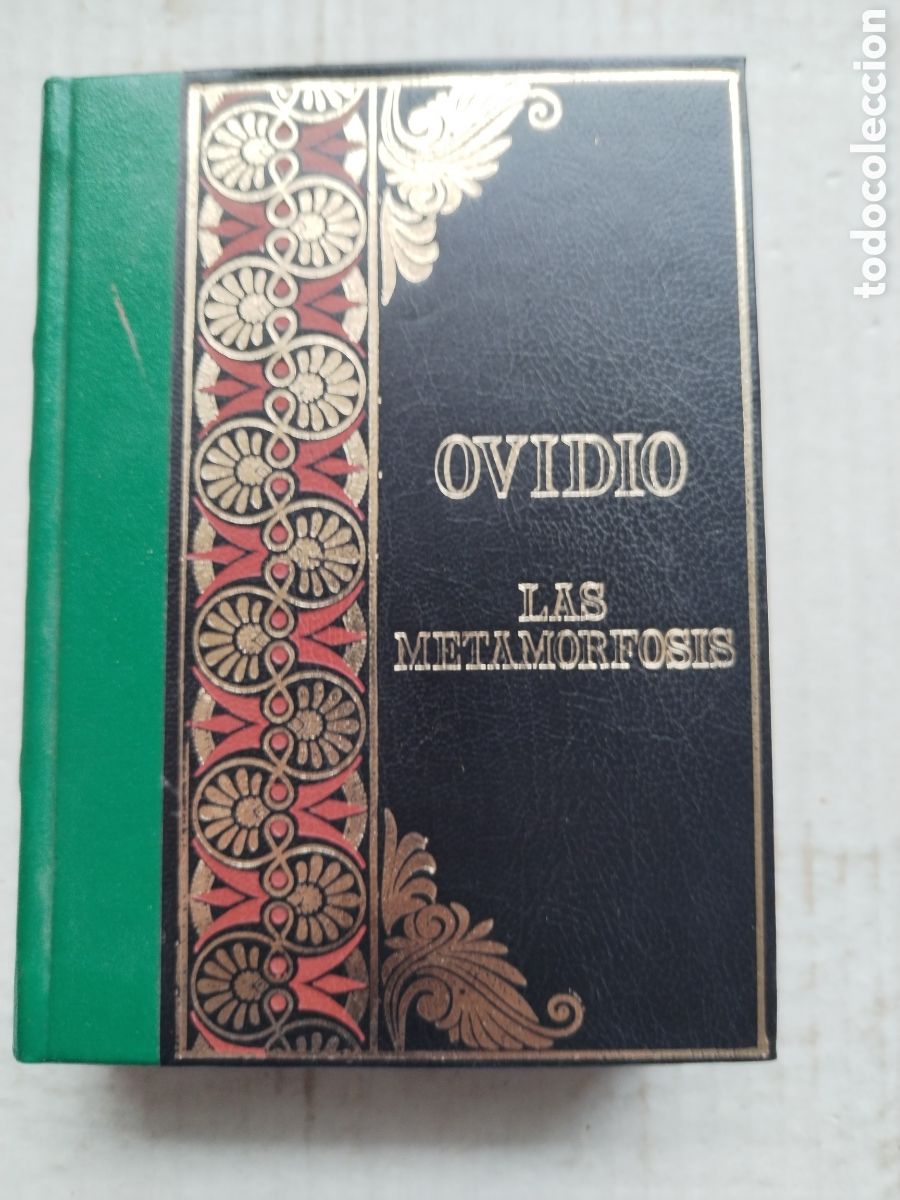 OVIDIO
LAS
METAMORFOSIS
todocoleccion